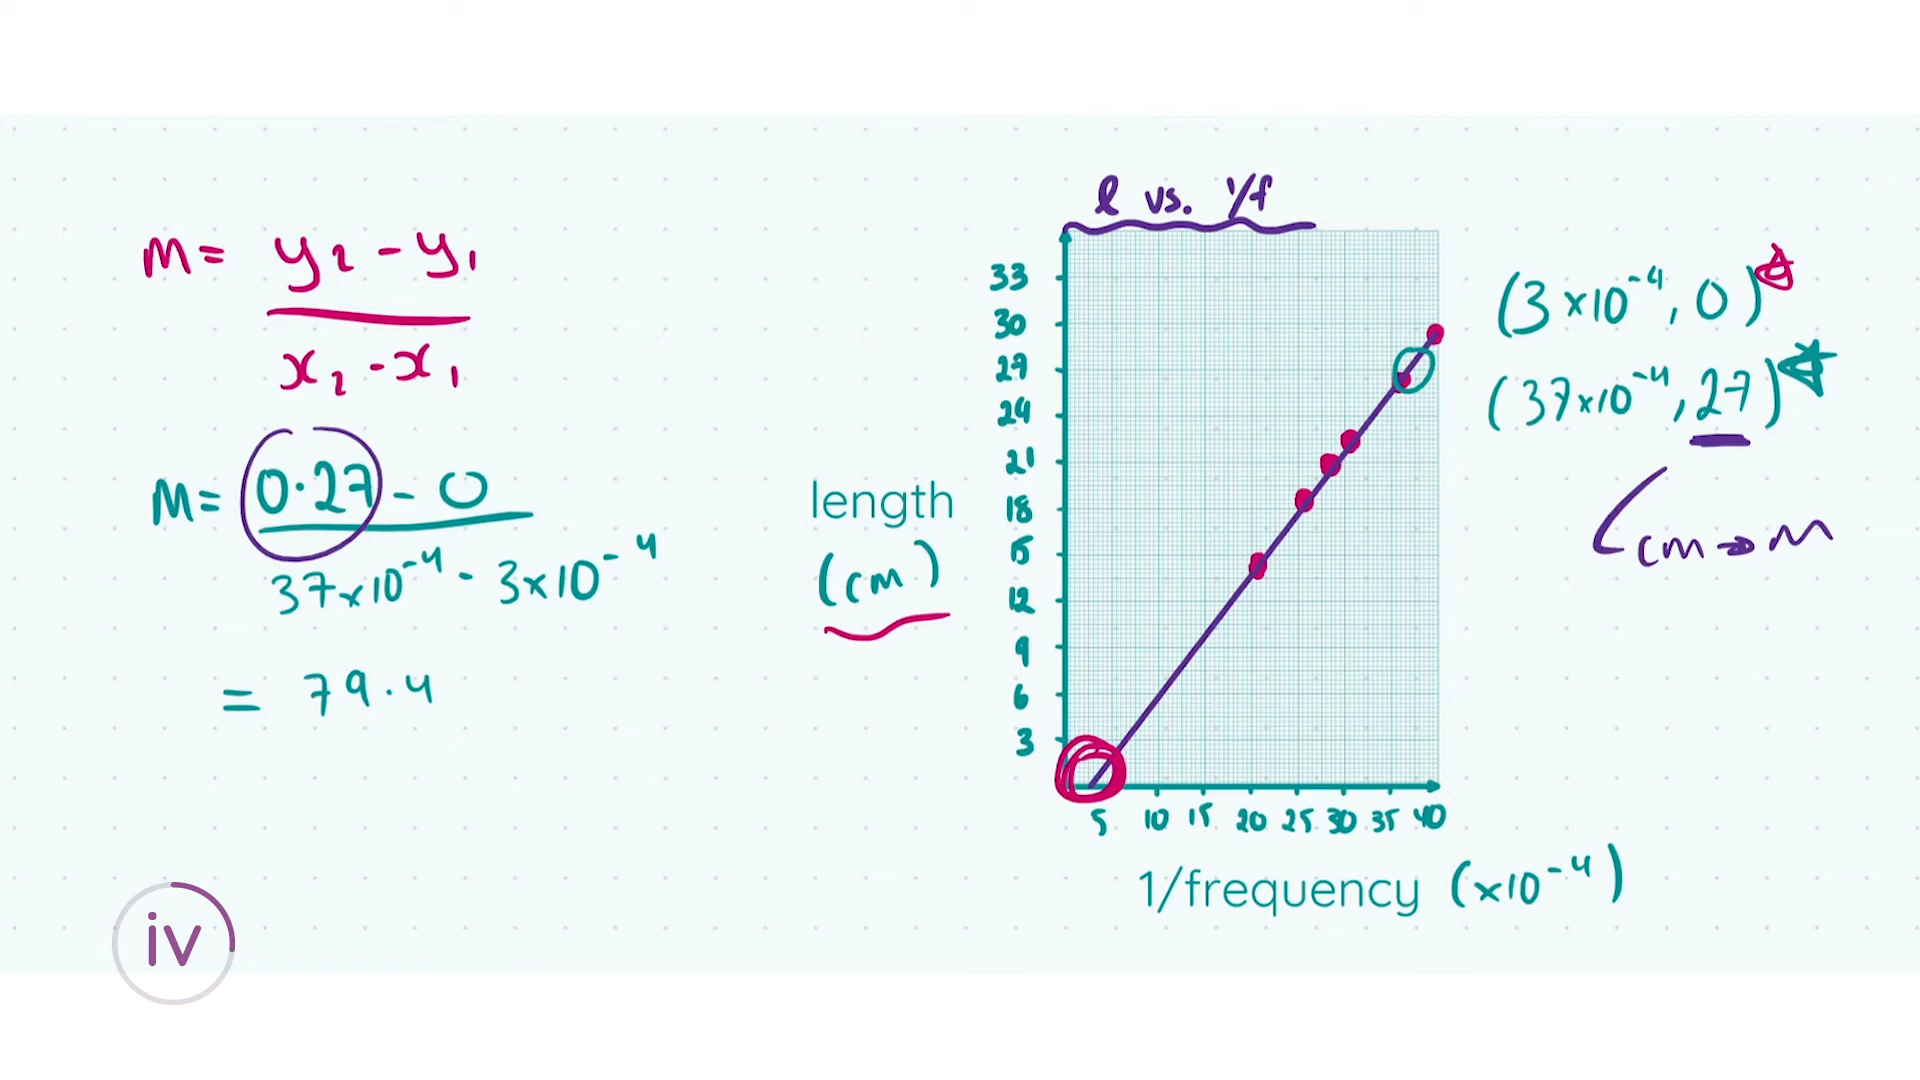 m = y₂ - y₁
x₂ - x₁
m = 0.27 - 0
37×10⁻⁴ - 3×10⁻⁴
= 79.4
iv
length
(cm)
l vs. 1/f
33
30
27
24
21
18
15
12
9
6
3
5 10 15 20 25 30 35 40
1/frequency (×10⁻⁴)
(3×10⁻⁴, 0)
(37×10⁻⁴, 27)
cm → m